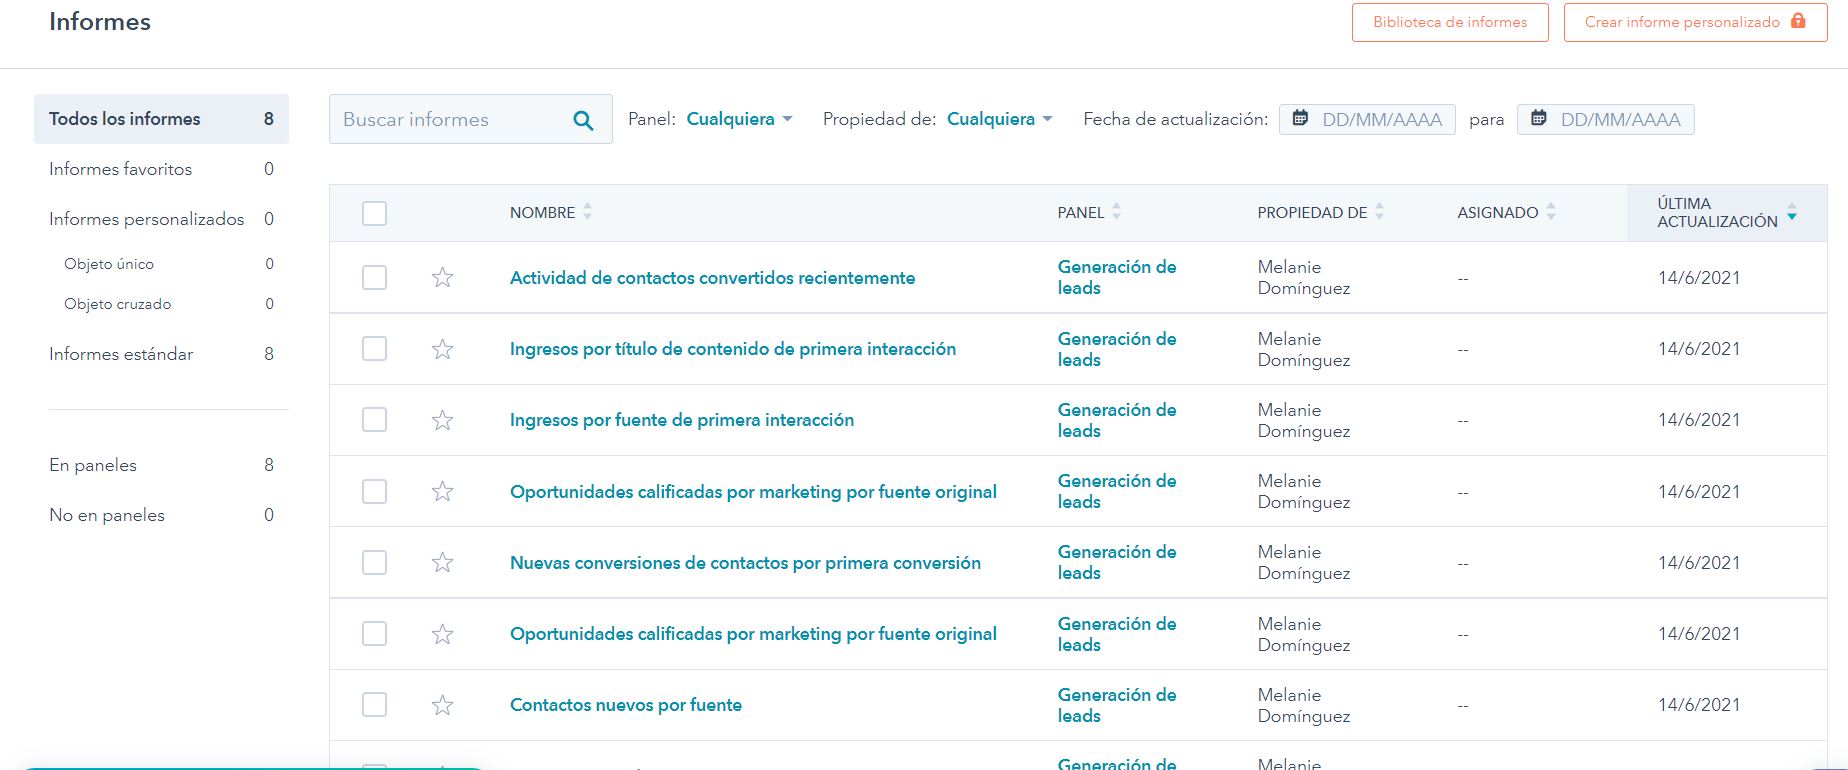 Informes
Biblioteca de informes
Crear informe personalizado
Todos los informes 8
Informes favoritos 0
Informes personalizados 0
Objeto único 0
Objeto cruzado 0
Informes estándar 8
En paneles 8
No en paneles 0
Buscar informes
Panel: Cualquiera
Propiedad de: Cualquiera
Fecha de actualización: DD/MM/AAAA para DD/MM/AAAA
NOMBRE PANEL PROPIEDAD DE ASIGNADO ÚLTIMA
ACTUALIZACIÓN
Actividad de contactos convertidos recientemente Generación de Melanie -- 14/6/2021
leads Domínguez
Ingresos por título de contenido de primera interacción Generación de Melanie -- 14/6/2021
leads Domínguez
Ingresos por fuente de primera interacción Generación de Melanie -- 14/6/2021
leads Domínguez
Oportunidades calificadas por marketing por fuente original Generación de Melanie -- 14/6/2021
leads Domínguez
Nuevas conversiones de contactos por primera conversión Generación de Melanie -- 14/6/2021
leads Domínguez
Oportunidades calificadas por marketing por fuente original Generación de Melanie -- 14/6/2021
leads Domínguez
Contactos nuevos por fuente Generación de Melanie -- 14/6/2021
leads Domínguez
Generación de Melanie